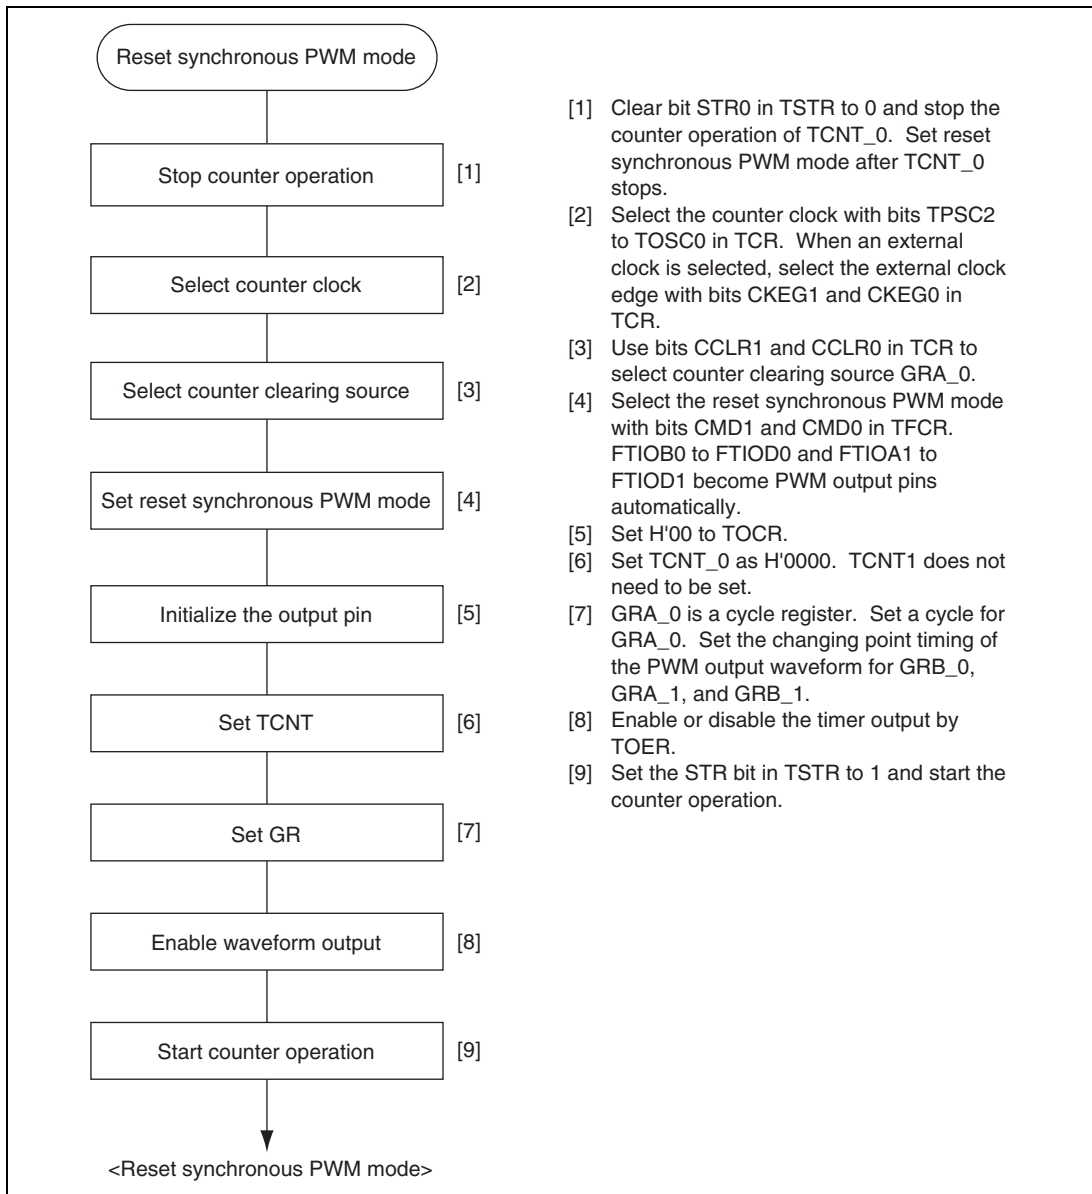 Reset synchronous PWM mode
Stop counter operation
[1]
Select counter clock
[2]
Select counter clearing source
[3]
Set reset synchronous PWM mode
[4]
Initialize the output pin
[5]
Set TCNT
[6]
Set GR
[7]
Enable waveform output
[8]
Start counter operation
[9]
<Reset synchronous PWM mode>
[1] Clear bit STR0 in TSTR to 0 and stop the
counter operation of TCNT_0. Set reset
synchronous PWM mode after TCNT_0
stops.
[2] Select the counter clock with bits TPSC2
to TOSC0 in TCR. When an external
clock is selected, select the external clock
edge with bits CKEG1 and CKEG0 in
TCR.
[3] Use bits CCLR1 and CCLR0 in TCR to
select counter clearing source GRA_0.
[4] Select the reset synchronous PWM mode
with bits CMD1 and CMD0 in TFCR.
FTIOB0 to FTIOD0 and FTIOA1 to
FTIOD1 become PWM output pins
automatically.
[5] Set H'00 to TOCR.
[6] Set TCNT_0 as H'0000. TCNT1 does not
need to be set.
[7] GRA_0 is a cycle register. Set a cycle for
GRA_0. Set the changing point timing of
the PWM output waveform for GRB_0,
GRA_1, and GRB_1.
[8] Enable or disable the timer output by
TOER.
[9] Set the STR bit in TSTR to 1 and start the
counter operation.